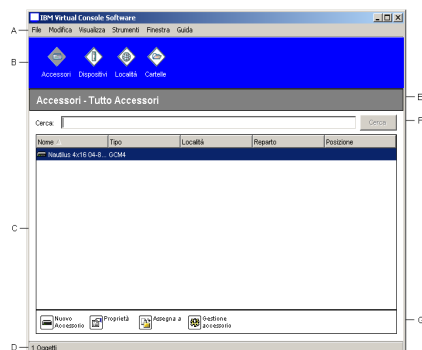 IBM Virtual Console Software
A
File Modifica Visualizza Strumenti Finestra Guida
B
Accessori Dispositivi Località Cartelle
Accessori - Tutto Accessori
E
Cerca:
Cerca
F
Nome Tipo Località Reparto Posizione
Nautilus 4x16 04-8... GCM4
C
Nuovo Accessorio
Proprietà
Assegna a
Gestione accessorio
G
D
1 Oggetti